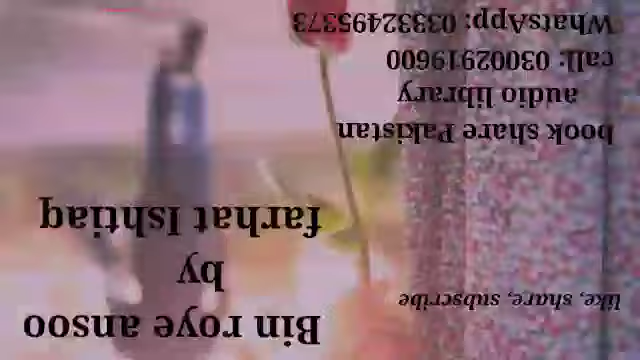 Bin roye ansoo
by
farhat Ishtiaq
like, share, subscribe
book share Pakistan
audio library
call: 03002919600
WhatsApp: 03332495373